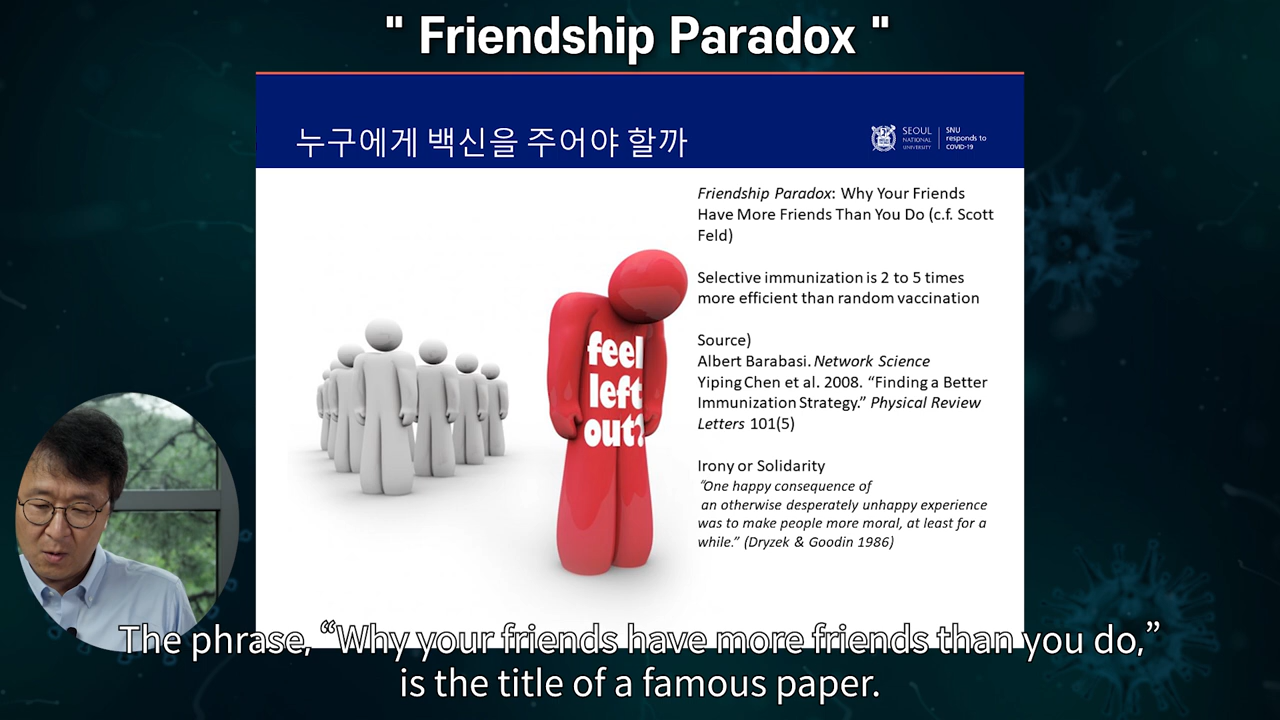 " Friendship Paradox "
누구에게 백신을 주어야 할까
SEOUL
NATIONAL
UNIVERSITY
SNU
responds to
COVID-19
Friendship Paradox: Why Your Friends
Have More Friends Than You Do (c.f. Scott
Feld)
Selective immunization is 2 to 5 times
more efficient than random vaccination
Source)
Albert Barabasi. Network Science
Yiping Chen et al. 2008. “Finding a Better
Immunization Strategy.” Physical Review
Letters 101(5)
Irony or Solidarity
“One happy consequence of
an otherwise desperately unhappy experience
was to make people more moral, at least for a
while.” (Dryzek & Goodin 1986)
feel
left
out?
The phrase, “Why your friends have more friends than you do,”
is the title of a famous paper.